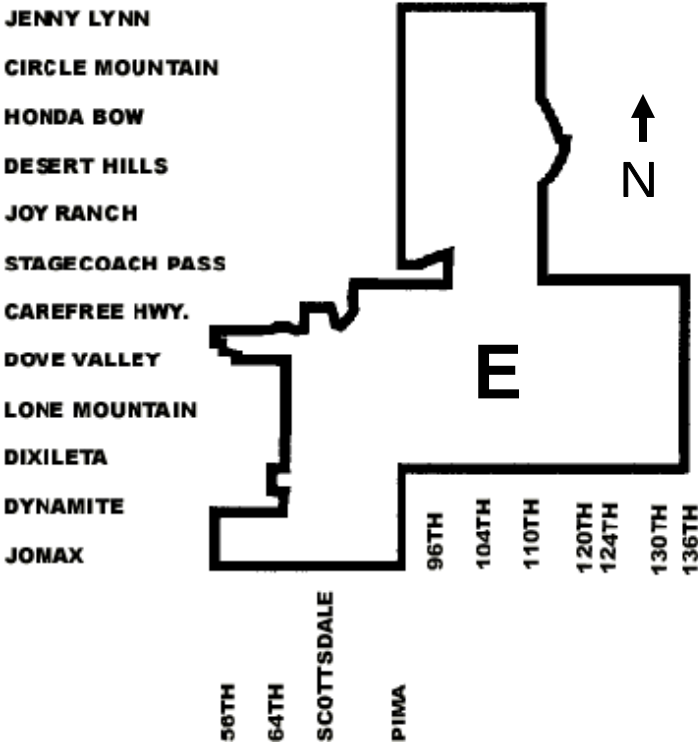 JENNY LYNN
CIRCLE MOUNTAIN
HONDA BOW
DESERT HILLS
JOY RANCH
STAGECOACH PASS
CAREFREE HWY.
DOVE VALLEY
LONE MOUNTAIN
DIXILETA
DYNAMITE
JOMAX
N
E
96TH
104TH
110TH
120TH
124TH
130TH
136TH
56TH
64TH
SCOTTSDALE
PIMA